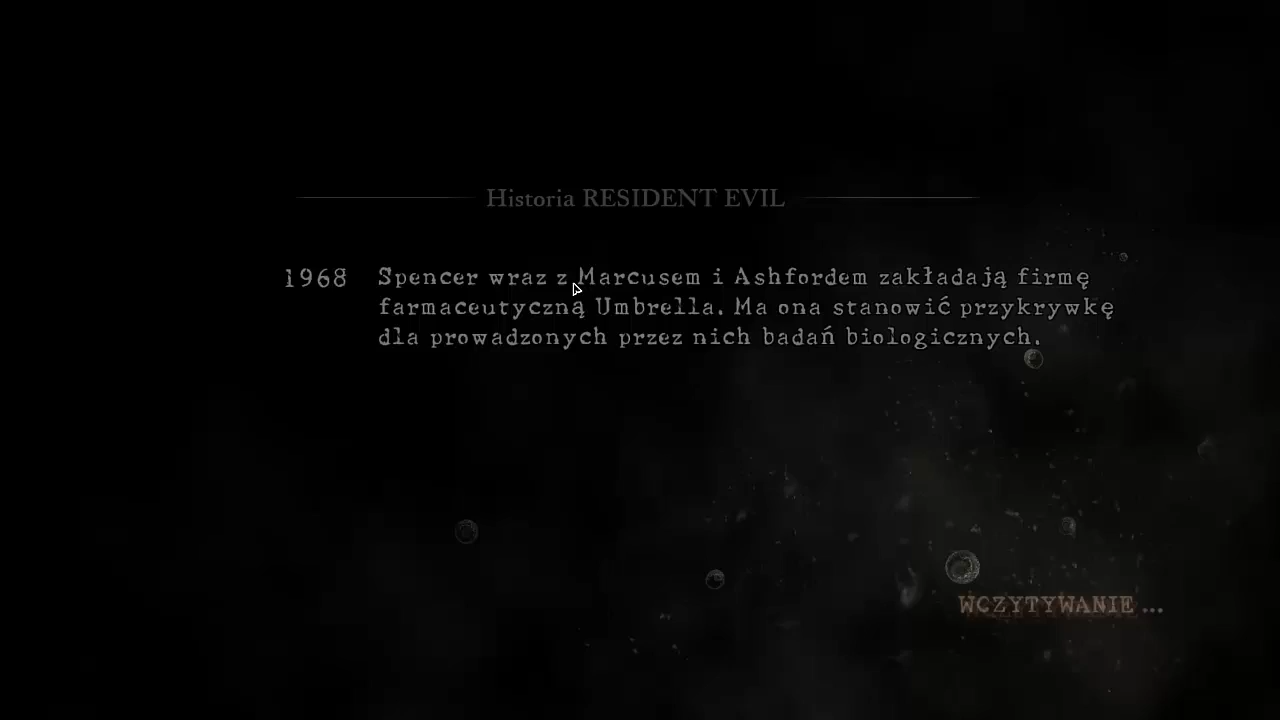 Historia RESIDENT EVIL
1968 Spencer wraz z Marcusem i Ashfordem zakładają firmę
farmaceutyczną Umbrella. Ma ona stanowić przykrywkę
dla prowadzonych przez nich badań biologicznych.
WCZYTYWANIE...